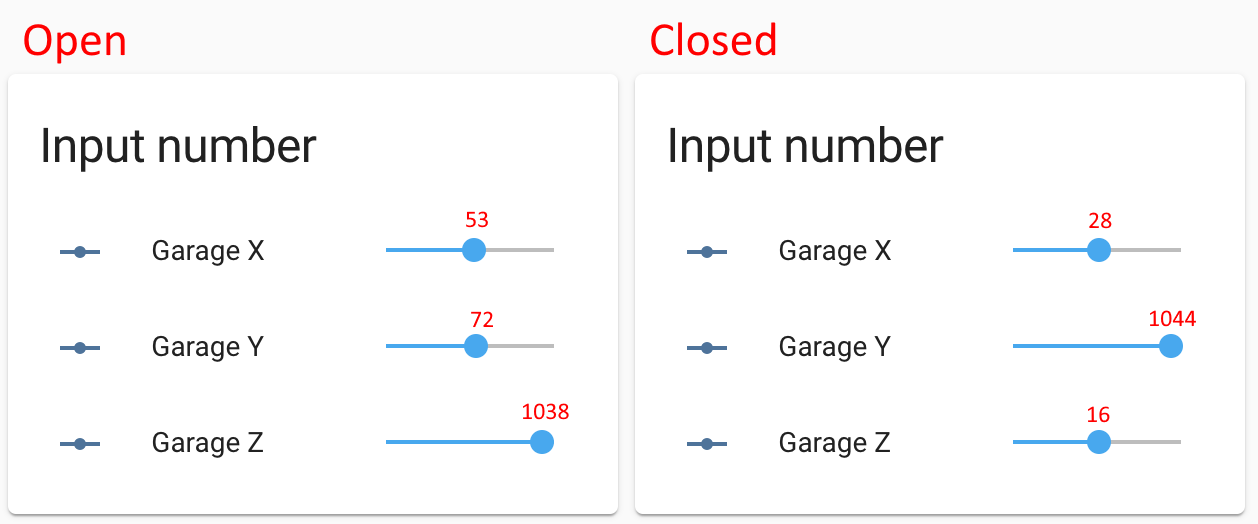 Open
Input number
53
Garage X
72
Garage Y
1038
Garage Z
Closed
Input number
28
Garage X
1044
Garage Y
16
Garage Z